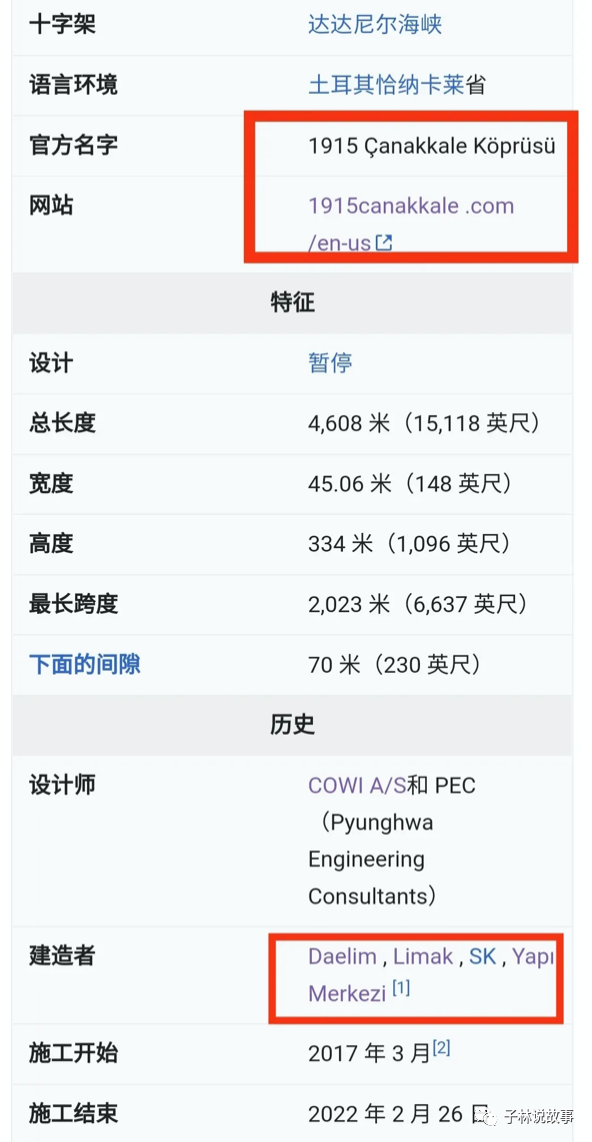 十字架 达达尼尔海峡
语言环境 土耳其恰纳卡莱省
官方名字 1915 Çanakkale Köprüsü
网站 1915canakkale .com
/en-us
特征
设计 暂停
总长度 4,608 米（15,118 英尺）
宽度 45.06 米（148 英尺）
高度 334 米（1,096 英尺）
最长跨度 2,023 米（6,637 英尺）
下面的间隙 70 米（230 英尺）
历史
设计师 COWI A/S和 PEC
（Pyunghwa
Engineering
Consultants）
建造者 Daelim , Limak , SK , Yapı
Merkezi [1]
施工开始 2017 年 3 月[2]
施工结束 2022 年 2 月 26 日
子林说故事